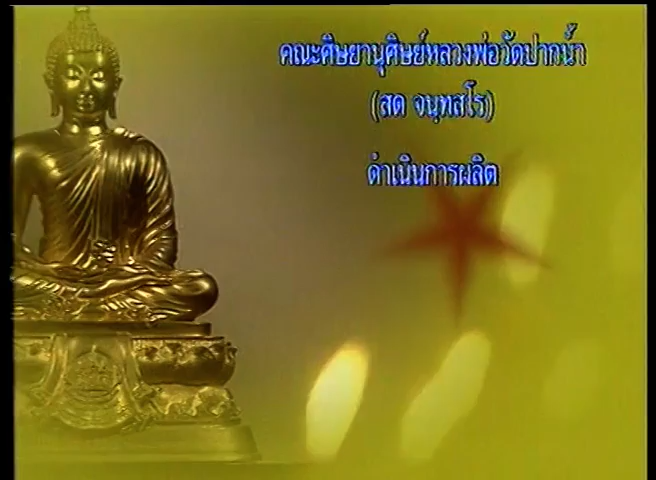 คณะศิษยานุศิษย์หลวงพ่อวัดปากน้ำ
(สด จนฺทสโร)
ดำเนินการผลิต